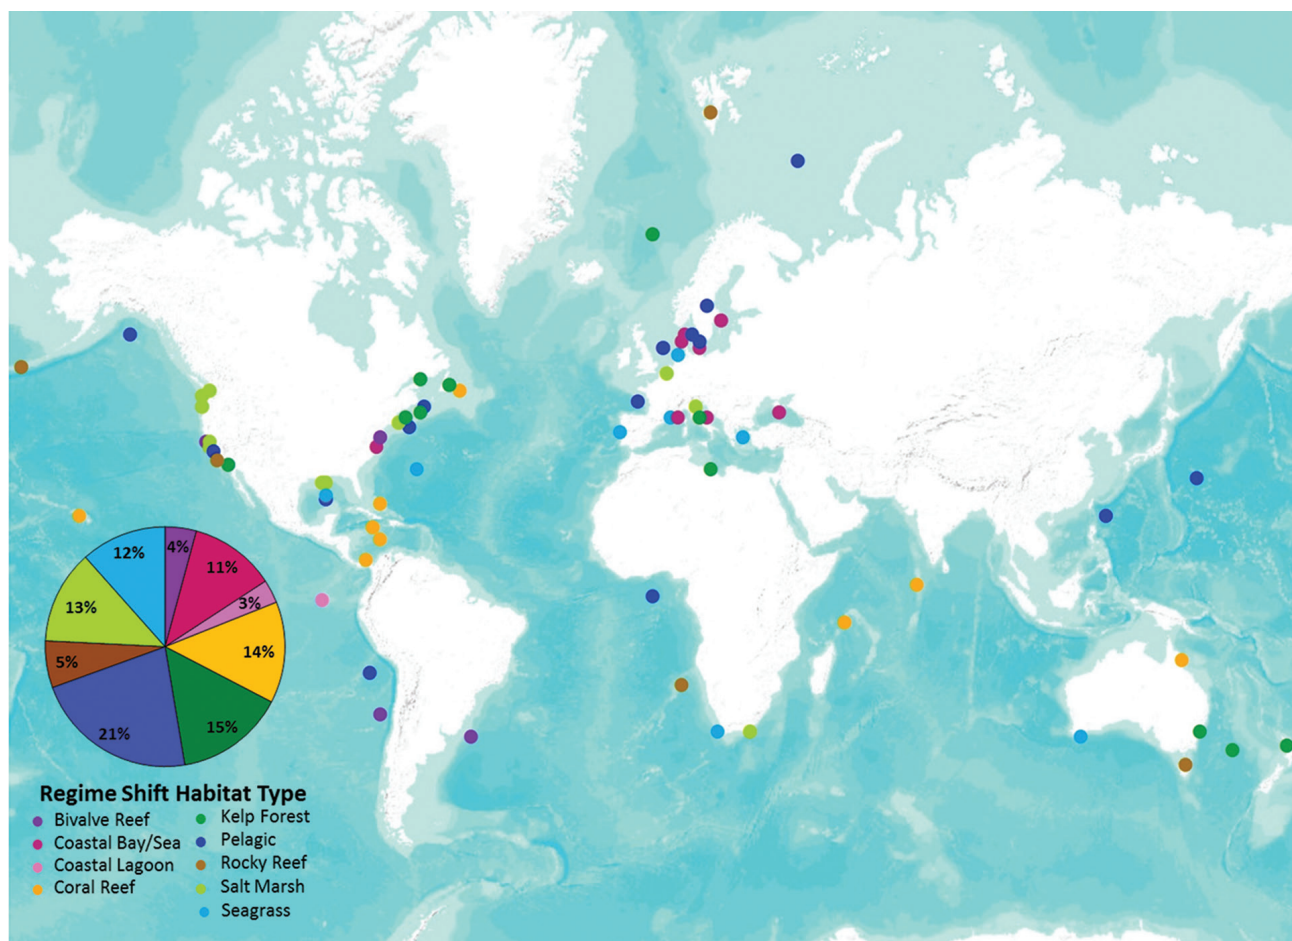 12%
4%
11%
3%
13%
14%
5%
15%
21%
Regime Shift Habitat Type
Bivalve Reef
Coastal Bay/Sea
Coastal Lagoon
Coral Reef
Kelp Forest
Pelagic
Rocky Reef
Salt Marsh
Seagrass